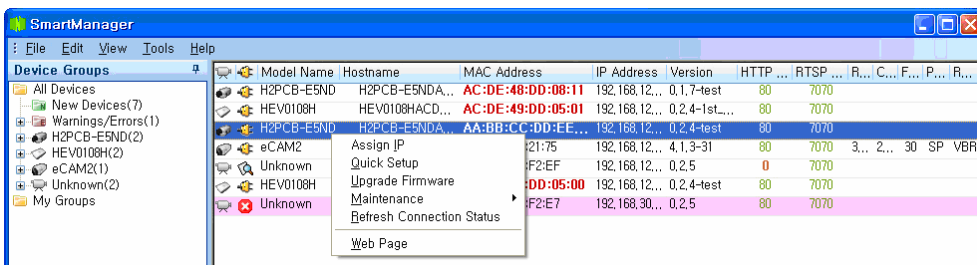 SmartManager
File Edit View Tools Help
Device Groups
All Devices
New Devices(7)
Warnings/Errors(1)
H2PCB-E5ND(2)
HEV0108H(2)
eCAM2(1)
Unknown(2)
My Groups
Model Name Hostname MAC Address IP Address Version HTTP ... RTSP ... R... C... F... P... R...
H2PCB-E5ND H2PCB-E5NDA... AC:DE:48:DD:08:11 192,168,12,... 0,1,7-test 80 7070
HEV0108H HEV0108HACD... AC:DE:49:DD:05:01 192,168,12,... 0,2,4-1st_... 80 7070
H2PCB-E5ND H2PCB-E5NDA... AA:BB:CC:DD:EE... 192,168,12,... 0,2,4-test 80 7070
eCAM2 21:75 192,168,12,... 4,1,3-31 80 7070 3,... 2,... 30 SP VBR
Unknown F2:EF 192,168,12,... 0,2,5 0 7070
HEV0108H DD:05:00 192,168,12,... 0,2,4-test 80 7070
Unknown F2:E7 192,168,30,... 0,2,5 80 7070
Assign IP
Quick Setup
Upgrade Firmware
Maintenance
Refresh Connection Status
Web Page